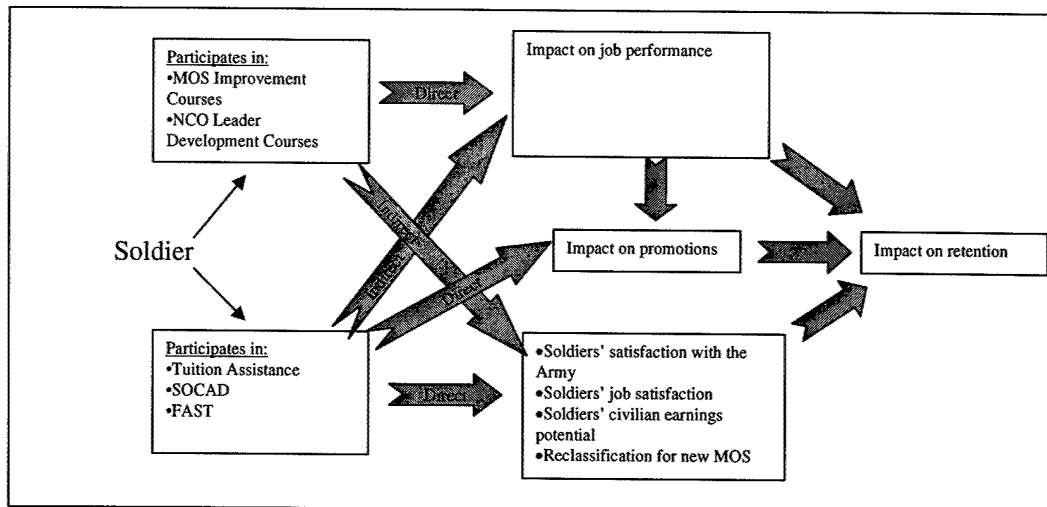 Participates in:
•MOS Improvement
Courses
•NCO Leader
Development Courses
Direct
Impact on job performance
Soldier
Indirect
Indirect
Direct
Impact on promotions
Impact on retention
Participates in:
•Tuition Assistance
•SOCAD
•FAST
Direct
•Soldiers' satisfaction with the
Army
•Soldiers' job satisfaction
•Soldiers' civilian earnings
potential
•Reclassification for new MOS